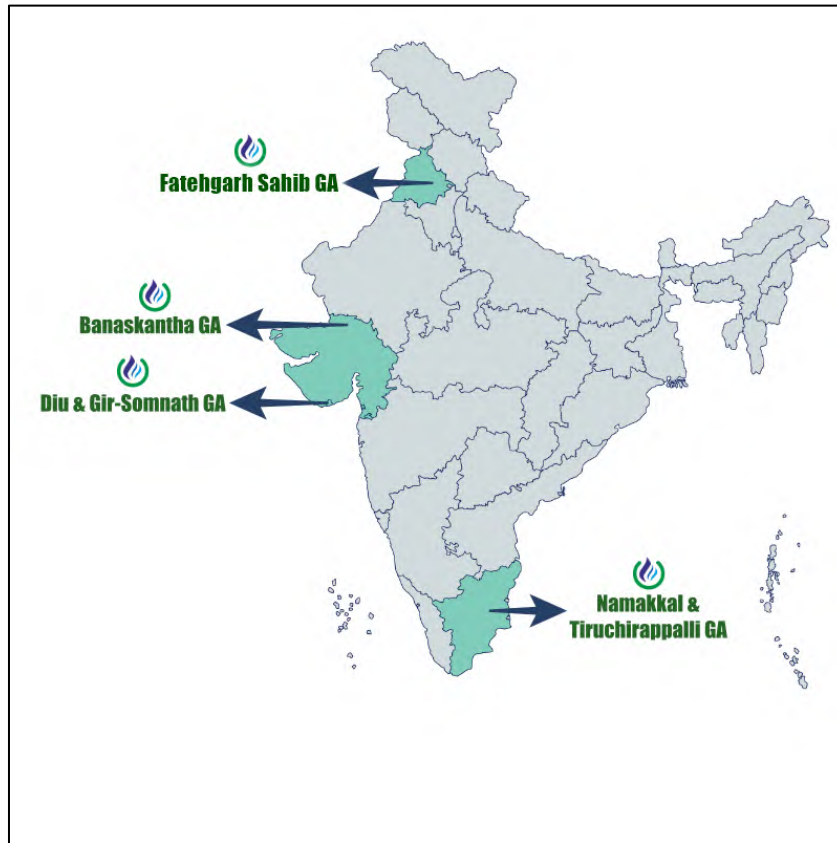 Fatehgarh Sahib GA
Banaskantha GA
Diu & Gir-Somnath GA
Namakkal &
Tiruchirappalli GA